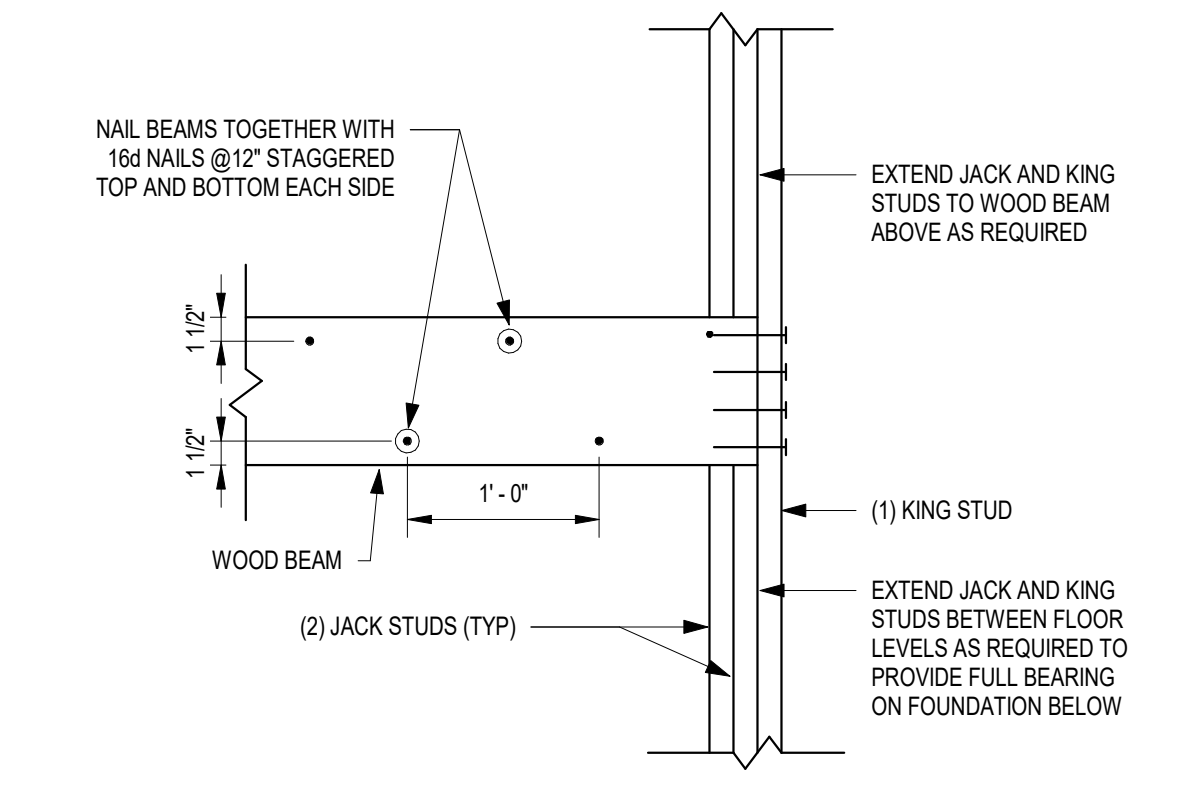 NAIL BEAMS TOGETHER WITH
16d NAILS @12" STAGGERED
TOP AND BOTTOM EACH SIDE
EXTEND JACK AND KING
STUDS TO WOOD BEAM
ABOVE AS REQUIRED
1 1/2"
1 1/2"
1' - 0"
(1) KING STUD
WOOD BEAM
EXTEND JACK AND KING
STUDS BETWEEN FLOOR
LEVELS AS REQUIRED TO
PROVIDE FULL BEARING
ON FOUNDATION BELOW
(2) JACK STUDS (TYP)